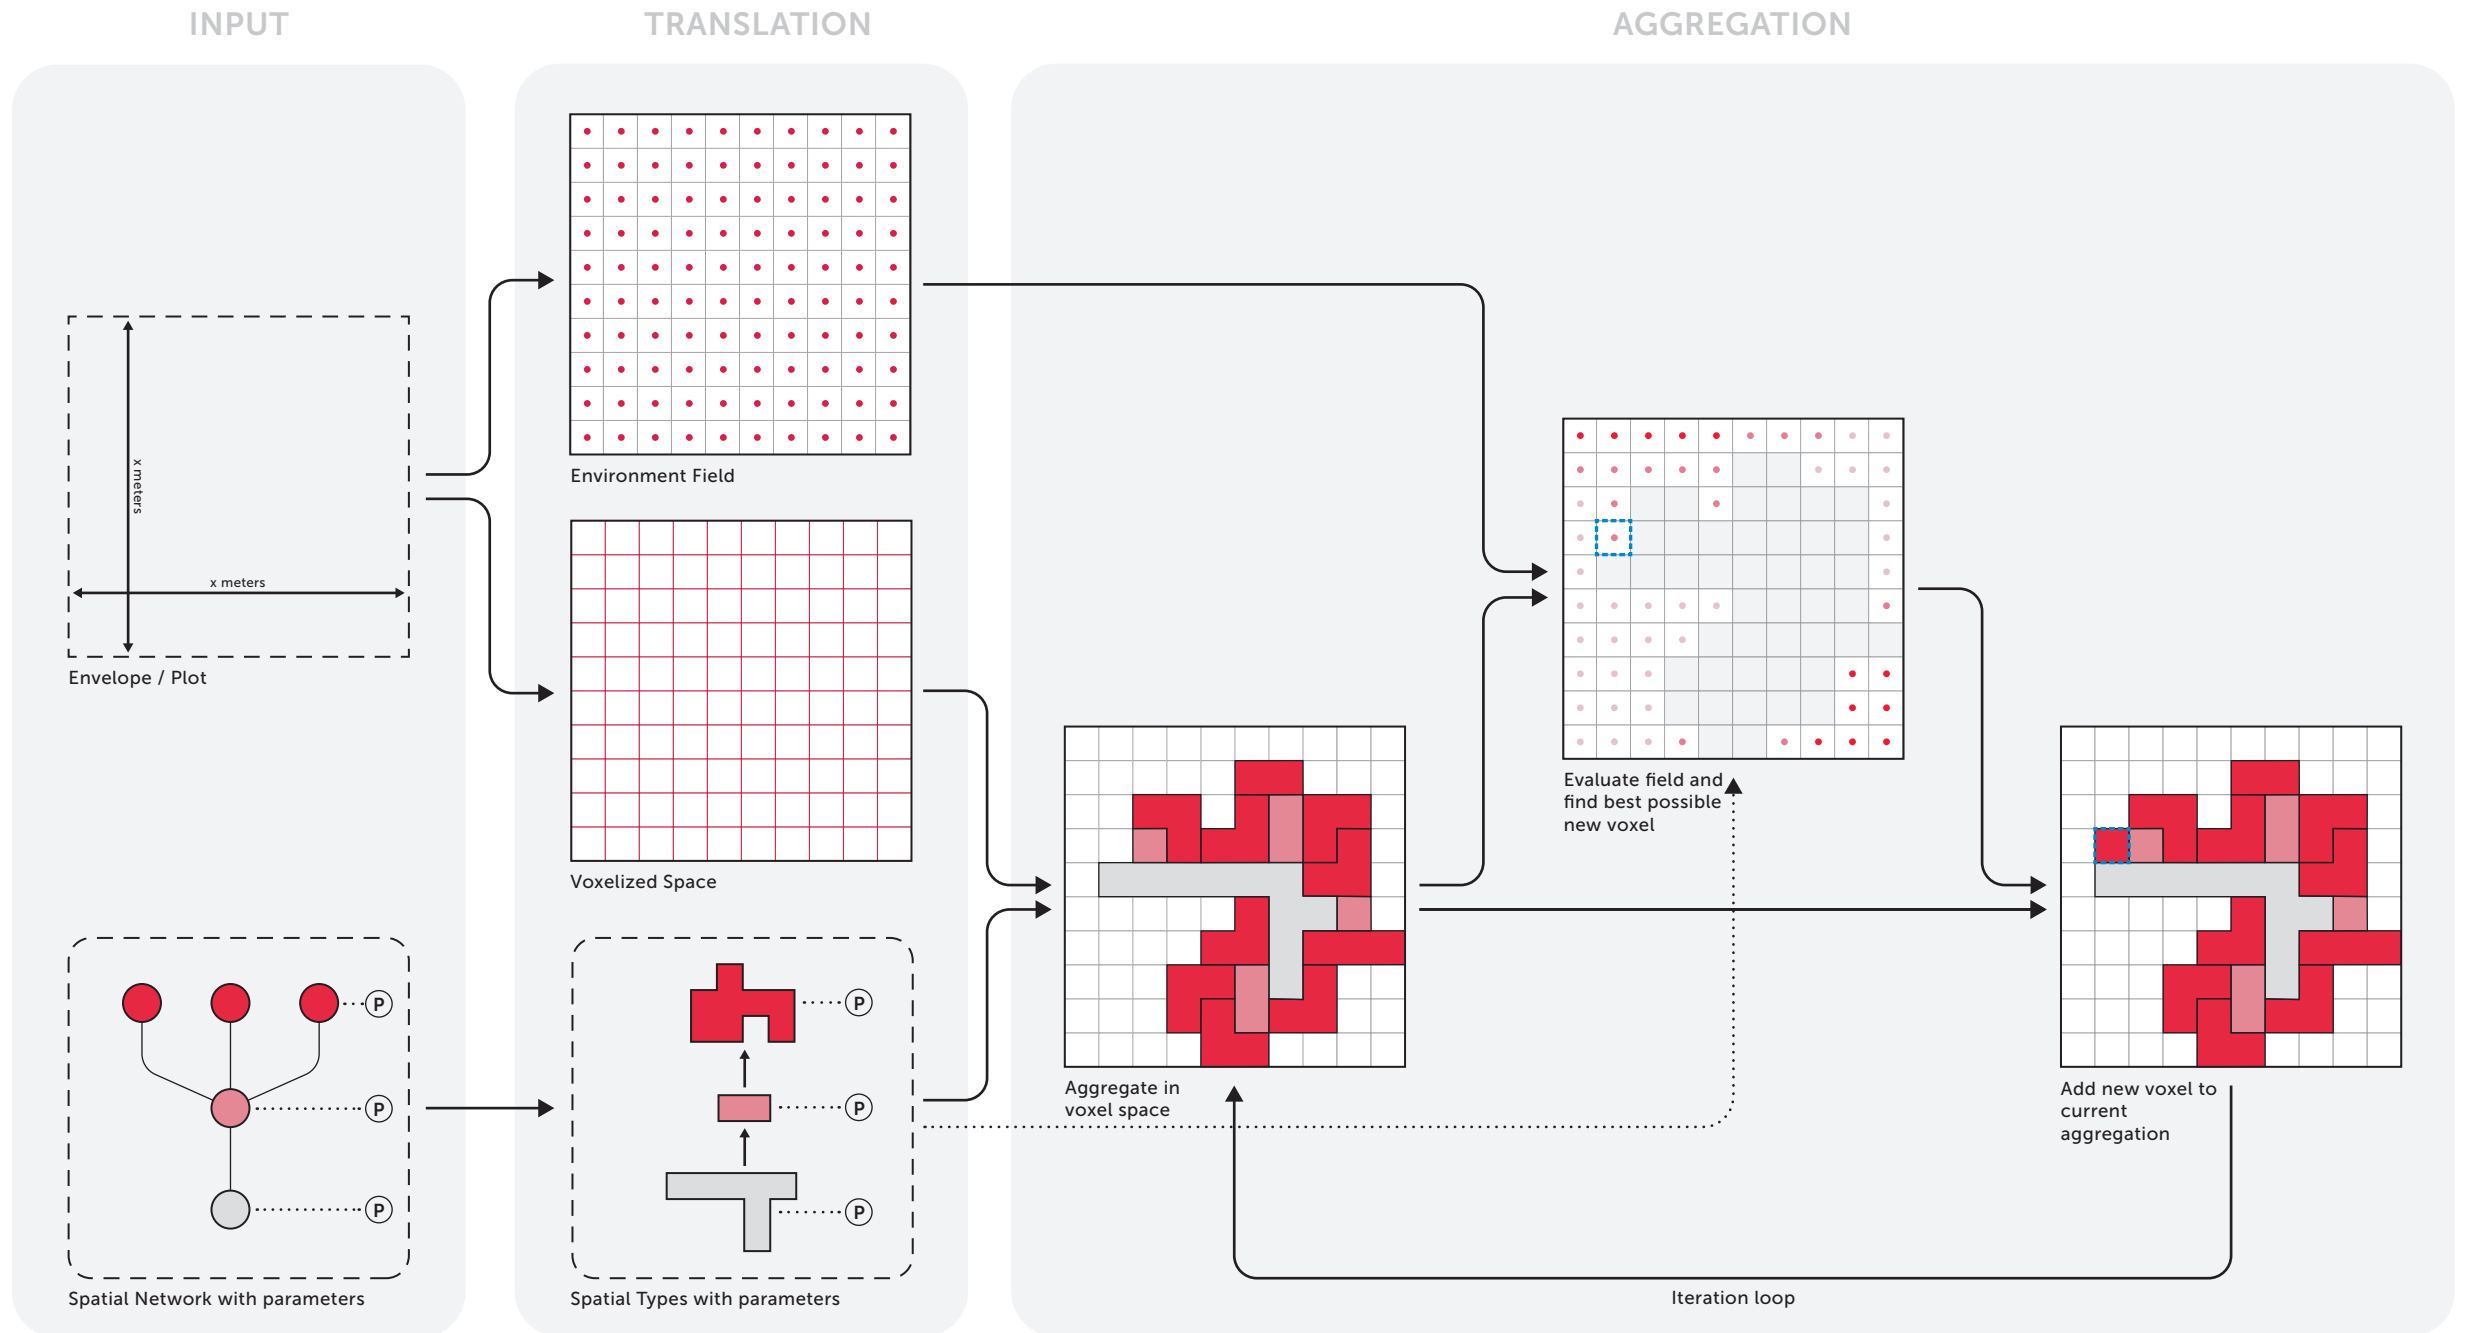 INPUT
TRANSLATION
AGGREGATION
x meters
x meters
Envelope / Plot
P
P
P
Spatial Network with parameters
Environment Field
Voxelized Space
P
P
P
Spatial Types with parameters
Aggregate in
voxel space
Evaluate field and
find best possible
new voxel
Add new voxel to
current
aggregation
Iteration loop